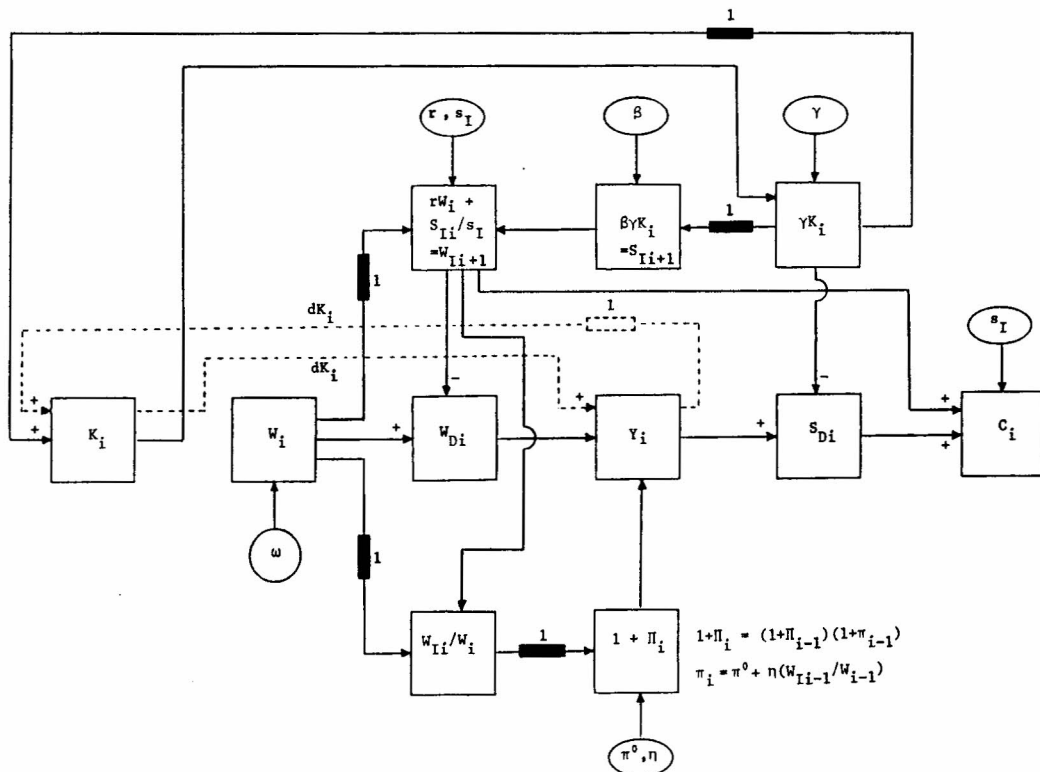 1
r , s_I
β
γ
rW_i +
S_Ii/s_I
=W_Ii+1
βγK_i
=S_Ii+1
1
γK_i
1
dK_i
1
s_I
dK_i
−
−
+
+
K_i
W_i
+
W_Di
+
Y_i
+
S_Di
+
+
C_i
ω
1
W_Ii/W_i
1
1 + Π_i
1+Π_i = (1+Π_i-1)(1+π_i-1)
π_i = π° + η(W_Ii-1/W_i-1)
π°,η